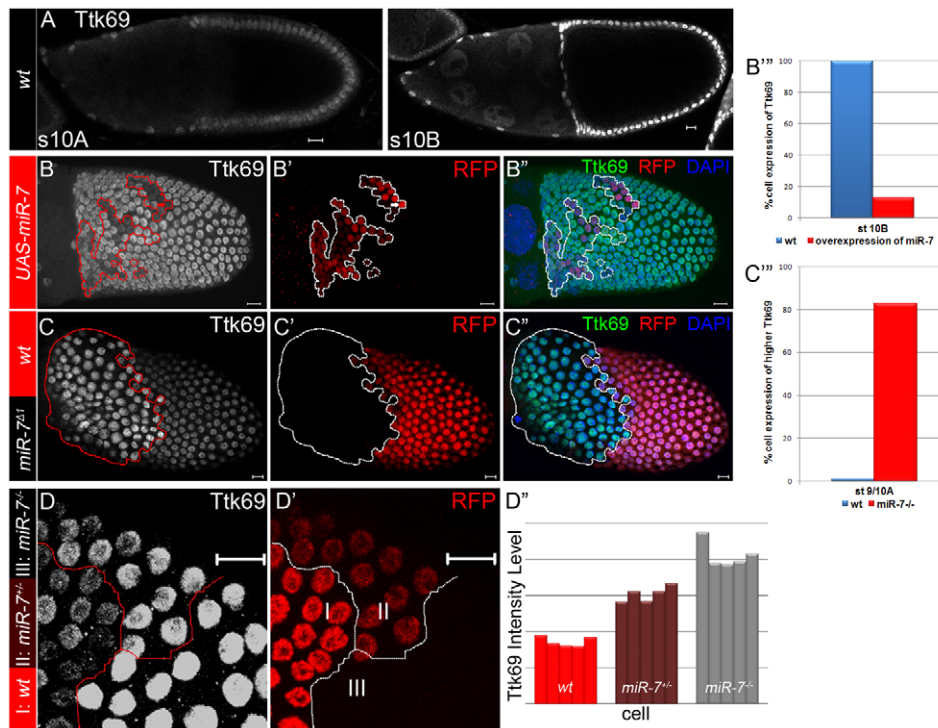 A Ttk69
wt
s10A
s10B
B Ttk69
UAS-miR-7
B' RFP
B" Ttk69 RFP DAPI
B'''
% cell expression of Ttk69
100
80
60
40
20
0
st 10B
wt overexpression of miR-7
C Ttk69
wt
miR-7Δ1
C' RFP
C" Ttk69 RFP DAPI
C'''
% cell expression of higher Ttk69
100
80
60
40
20
0
st 9/10A
wt miR-7-/-
D Ttk69
I: wt II: miR-7+/- III: miR-7-/-
D' RFP
I
II
III
D"
Ttk69 Intensity Level
wt
miR-7+/-
miR-7-/-
cell